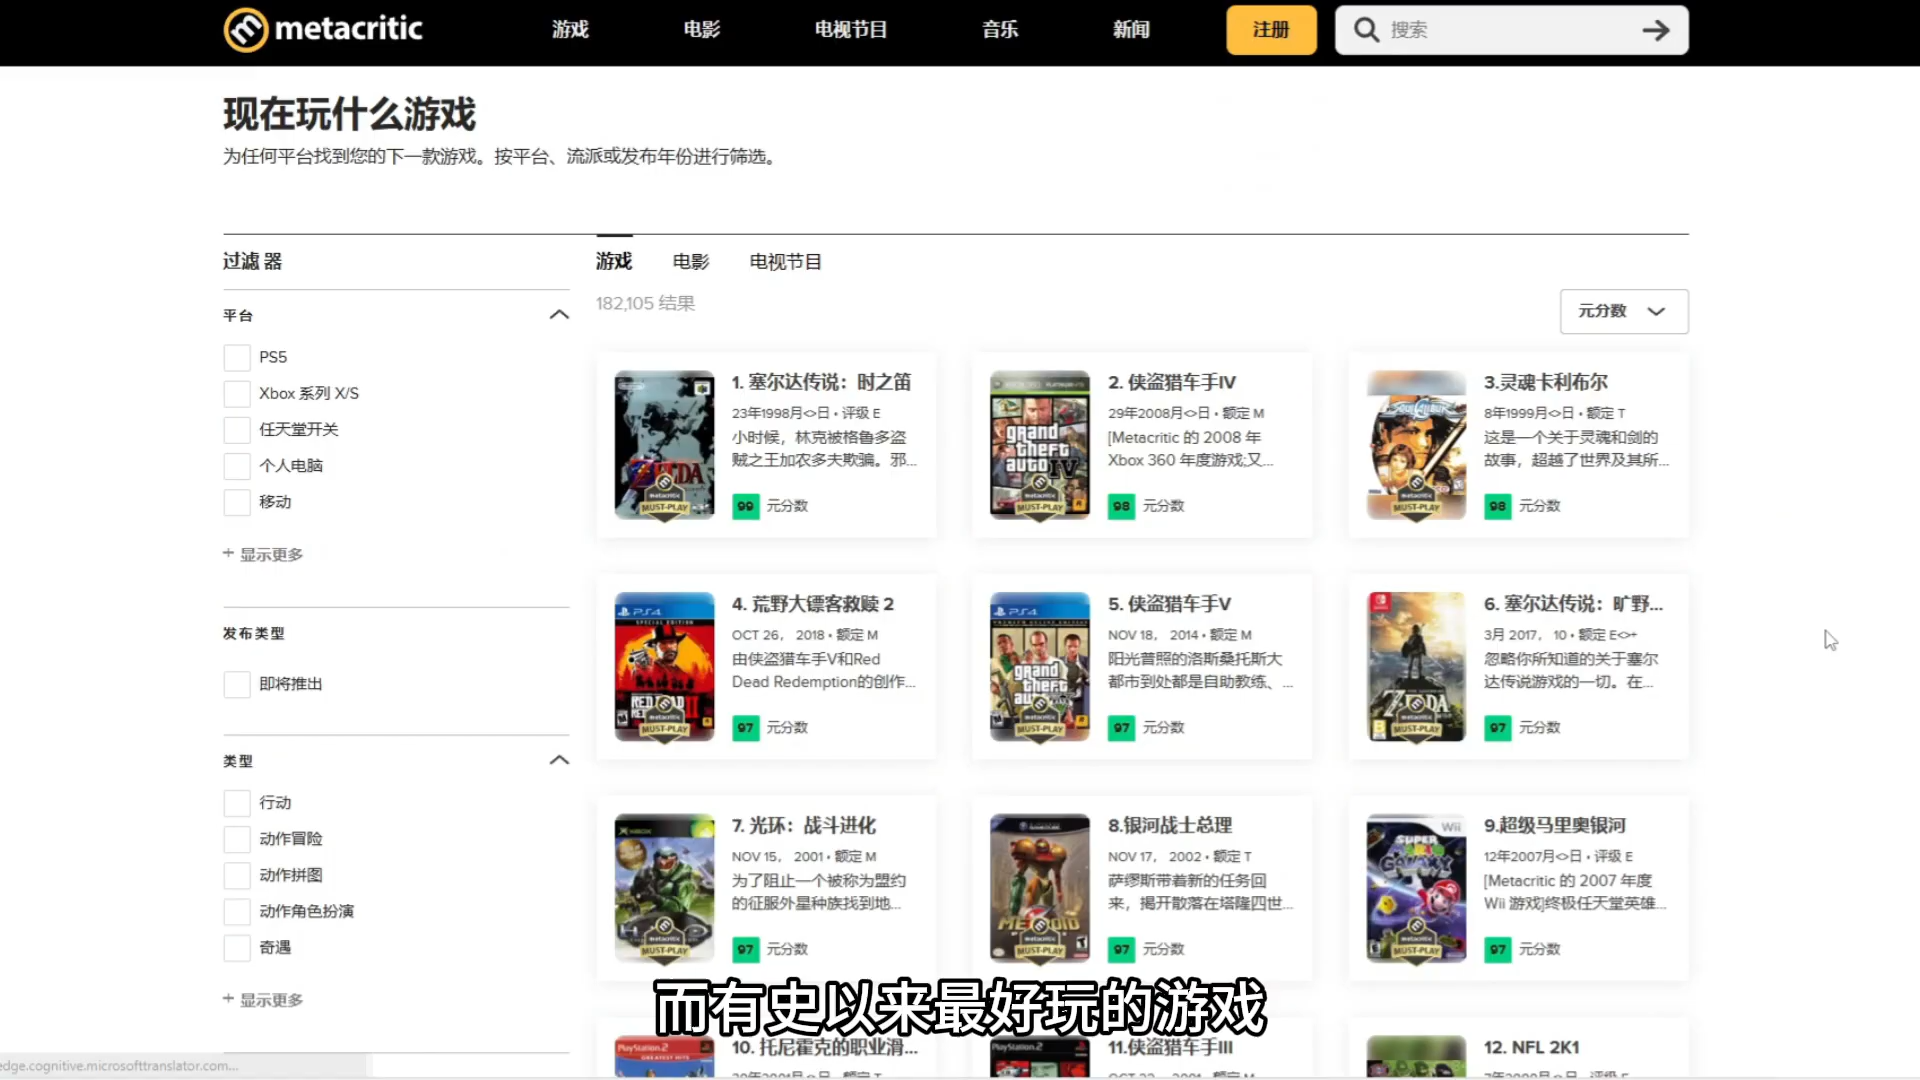 metacritic
游戏
电影
电视节目
音乐
新闻
注册
搜索
现在玩什么游戏
为任何平台找到您的下一款游戏。按平台、流派或发布年份进行筛选。
过滤 器
游戏
电影
电视节目
182,105 结果
元分数
平台
PS5
Xbox 系列 X/S
任天堂开关
个人电脑
移动
+ 显示更多
发布类型
即将推出
类型
行动
动作冒险
动作拼图
动作角色扮演
奇遇
+ 显示更多
1. 塞尔达传说：时之笛
23年1998月<>日 • 评级 E
小时候，林克被格鲁多盗
贼之王加农多夫欺骗。邪...
99 元分数
2. 侠盗猎车手IV
29年2008月<>日 • 额定 M
[Metacritic 的 2008 年
Xbox 360 年度游戏;又...
98 元分数
3.灵魂卡利布尔
8年1999月<>日 • 额定 T
这是一个关于灵魂和剑的
故事，超越了世界及其所...
98 元分数
4. 荒野大镖客救赎 2
OCT 26， 2018 • 额定 M
由侠盗猎车手V和Red
Dead Redemption的创作...
97 元分数
5. 侠盗猎车手V
NOV 18， 2014 • 额定 M
阳光普照的洛斯桑托斯大
都市到处都是自助教练、...
97 元分数
6. 塞尔达传说：旷野...
3月 2017， 10 • 额定 E<>+
忽略你所知道的关于塞尔
达传说游戏的一切。在...
97 元分数
7. 光环：战斗进化
NOV 15， 2001 • 额定 M
为了阻止一个被称为盟约
的征服外星种族找到地...
97 元分数
8.银河战士总理
NOV 17， 2002 • 额定 T
萨缪斯带着新的任务回
来，揭开散落在塔隆四世...
97 元分数
9.超级马里奥银河
12年2007月<>日 • 评级 E
[Metacritic 的 2007 年度
Wii 游戏]终极任天堂英雄...
97 元分数
而有史以来最好玩的游戏
10. 托尼霍克的职业滑...
11.侠盗猎车手III
12. NFL 2K1
edge.cognitive.microsofttranslator.com...